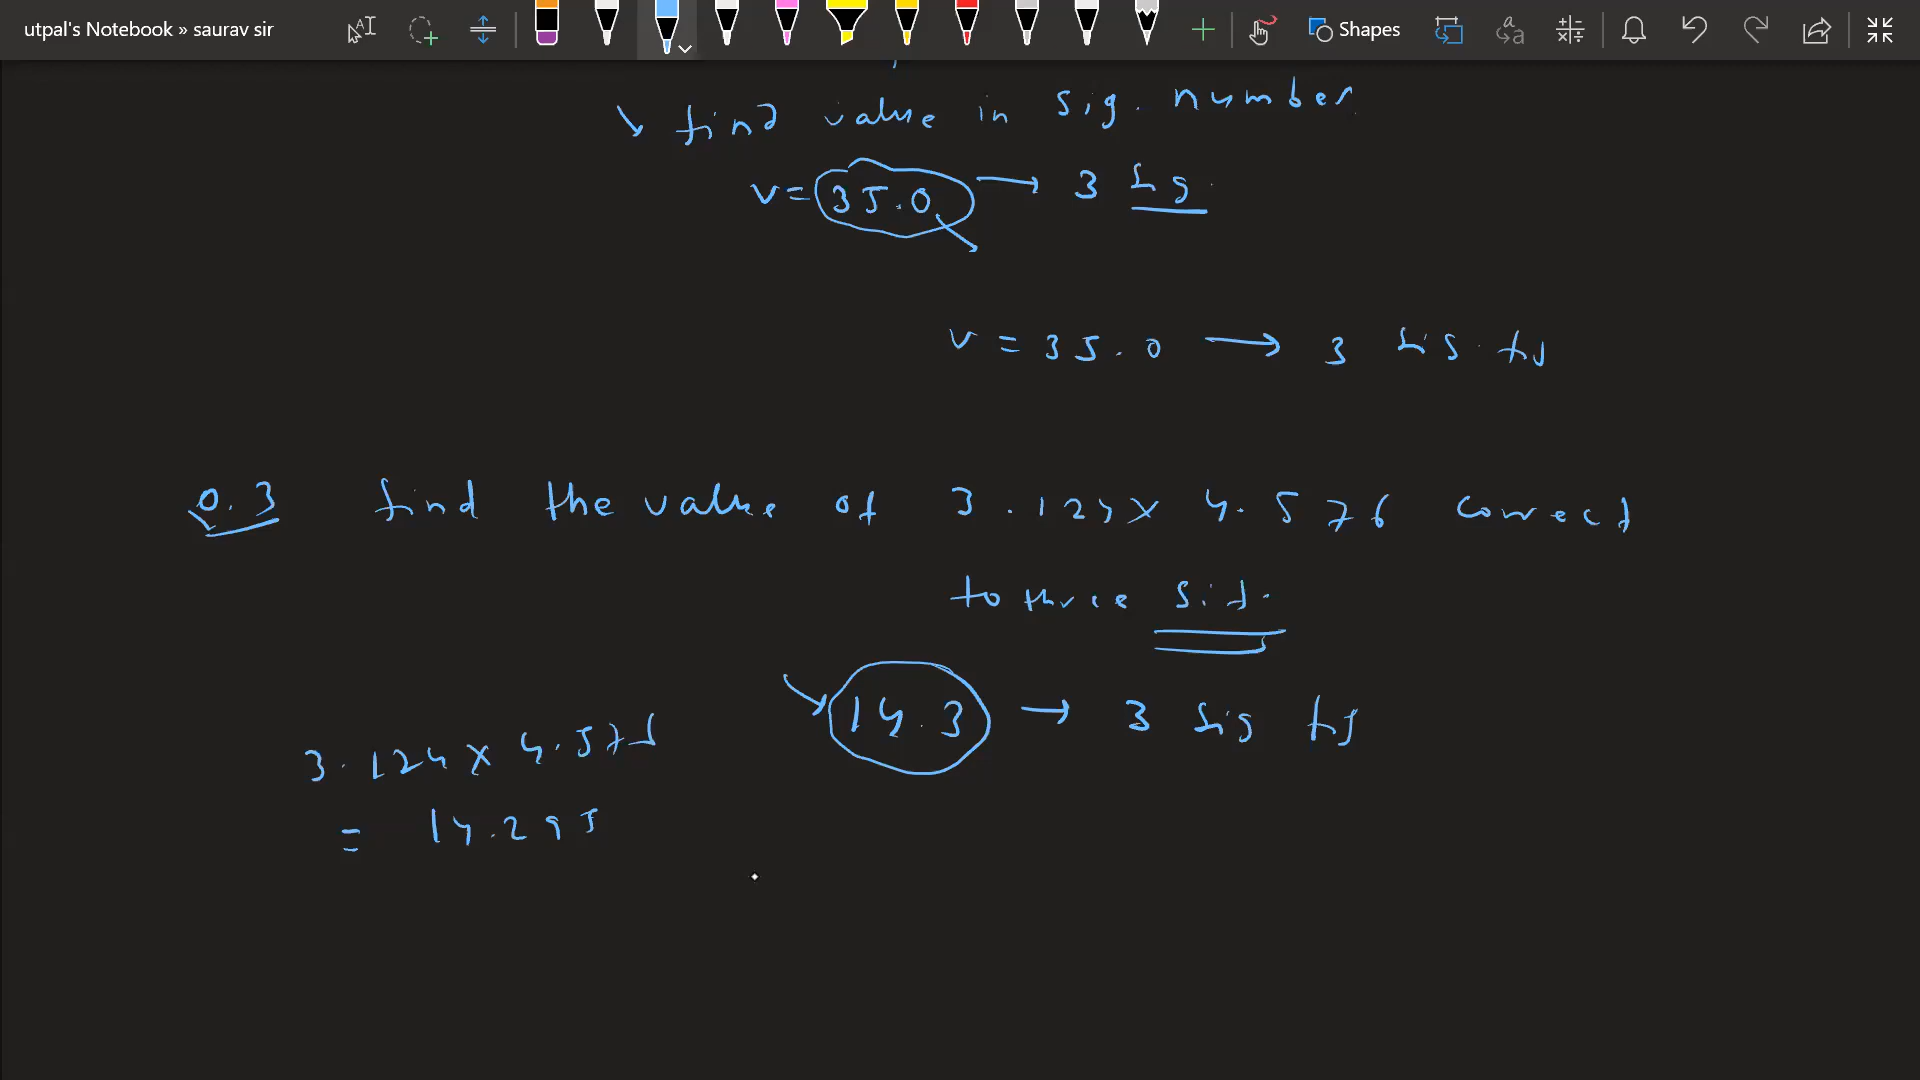 utpal's Notebook » saurav sir
Shapes
find value in sig. number
v = 35.0 → 3 sig.
v = 35.0 → 3 sig. fig
Q.3 find the value of 3.124 × 4.576 correct
to three s.f.
14.3 → 3 sig fig
3.124 × 4.576
= 14.295